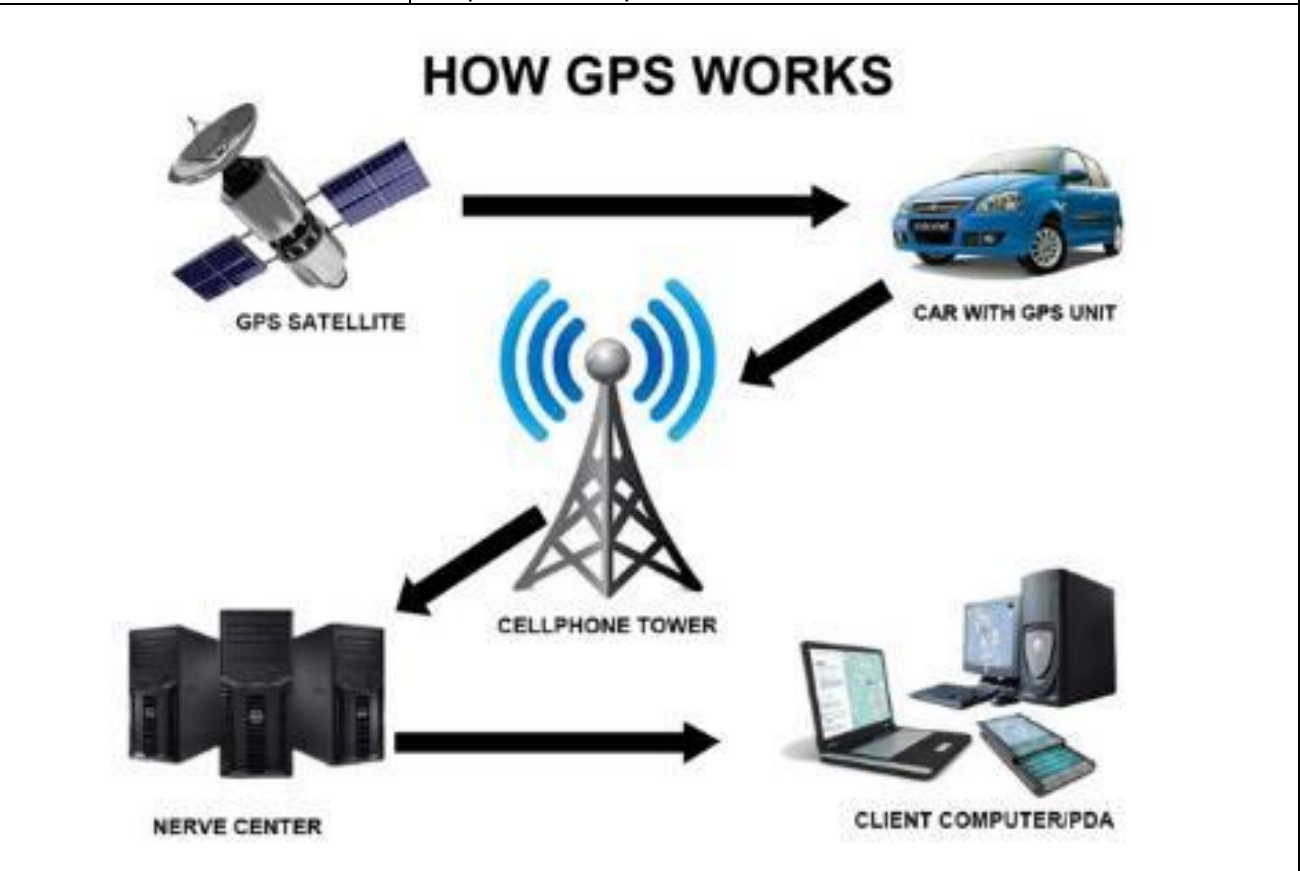 HOW GPS WORKS
GPS SATELLITE
CAR WITH GPS UNIT
CELLPHONE TOWER
NERVE CENTER
CLIENT COMPUTER/PDA